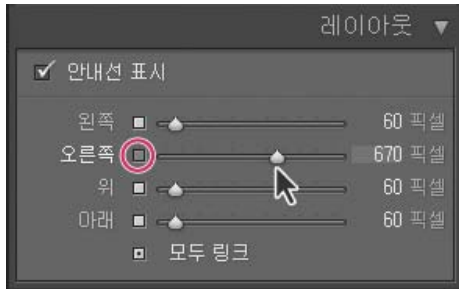 레이아웃
안내선 표시
왼쪽 60 픽셀
오른쪽 670 픽셀
위 60 픽셀
아래 60 픽셀
모두 링크